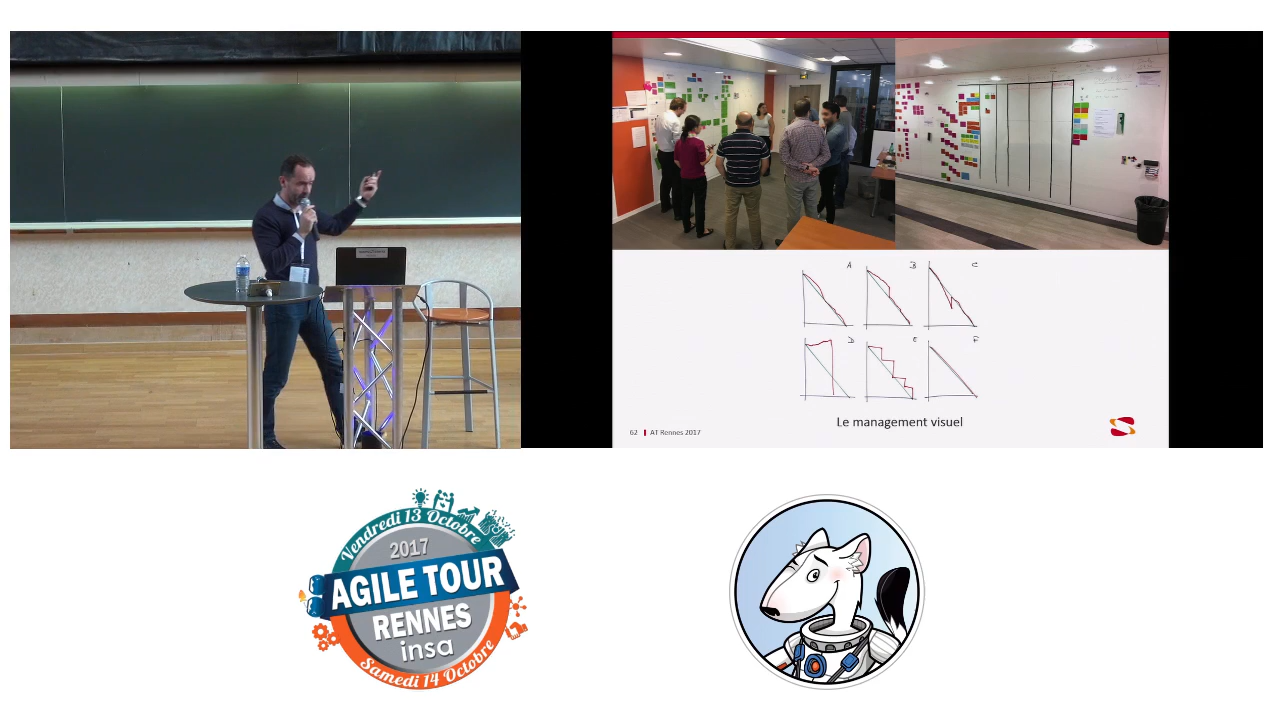 A
B
C
D
E
F
Le management visuel
62
AT Rennes 2017
Vendredi 13 Octobre
2017
AGILE TOUR
RENNES
insa
Samedi 14 Octobre